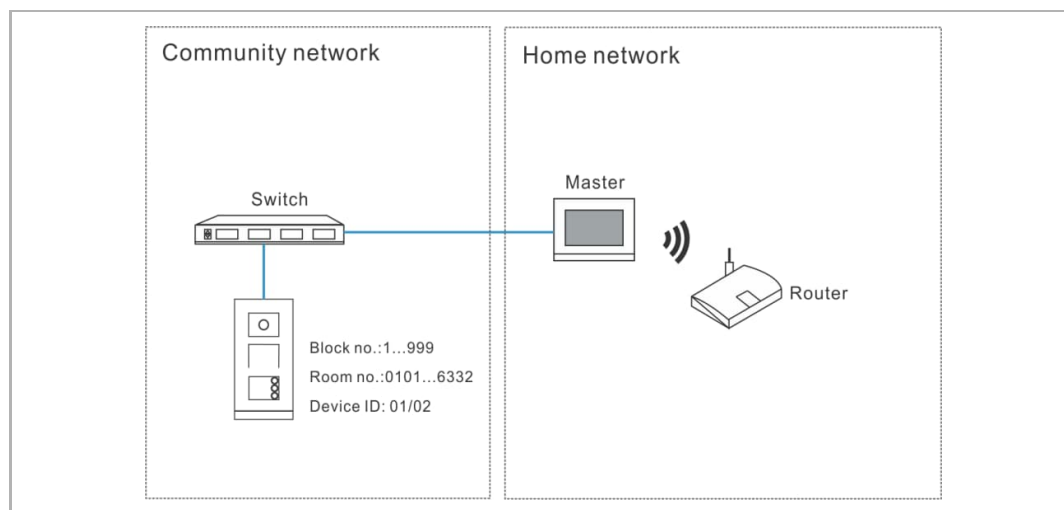 Community network
Home network
Switch
Master
Router
Block no.:1...999
Room no.:0101...6332
Device ID: 01/02